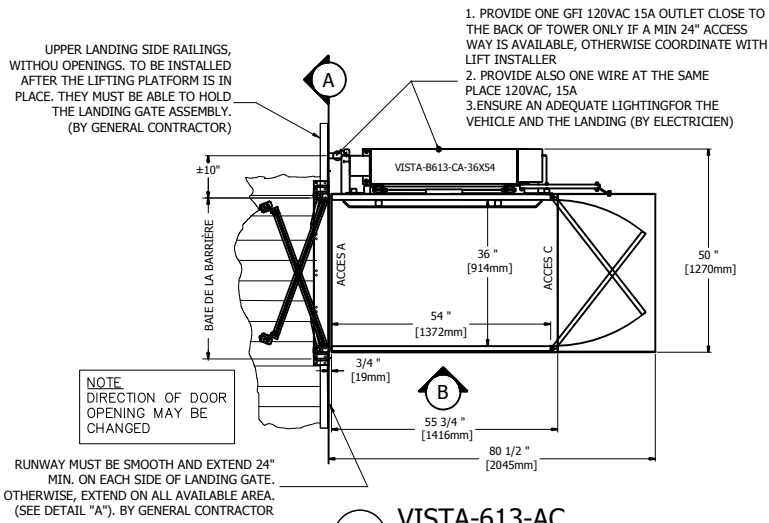 1. PROVIDE ONE GFI 120VAC 15A OUTLET CLOSE TO
THE BACK OF TOWER ONLY IF A MIN 24" ACCESS
WAY IS AVAILABLE, OTHERWISE COORDINATE WITH
LIFT INSTALLER
2. PROVIDE ALSO ONE WIRE AT THE SAME
PLACE 120VAC, 15A
3.ENSURE AN ADEQUATE LIGHTINGFOR THE
VEHICLE AND THE LANDING (BY ELECTRICIEN)
UPPER LANDING SIDE RAILINGS,
WITHOUT OPENINGS. TO BE INSTALLED
AFTER THE LIFTING PLATFORM IS IN
PLACE. THEY MUST BE ABLE TO HOLD
THE LANDING GATE ASSEMBLY.
(BY GENERAL CONTRACTOR)
A
±10"
VISTA-B613-CA-36X54
BAIE DE LA BARRIÈRE
ACCES A
36 "
[914mm]
ACCES C
50 "
[1270mm]
54 "
[1372mm]
3/4 "
[19mm]
B
NOTE
DIRECTION OF DOOR
OPENING MAY BE
CHANGED
55 3/4 "
[1416mm]
80 1/2 "
[2045mm]
RUNWAY MUST BE SMOOTH AND EXTEND 24"
MIN. ON EACH SIDE OF LANDING GATE.
OTHERWISE, EXTEND ON ALL AVAILABLE AREA.
(SEE DETAIL "A"). BY GENERAL CONTRACTOR
VISTA-613-AC